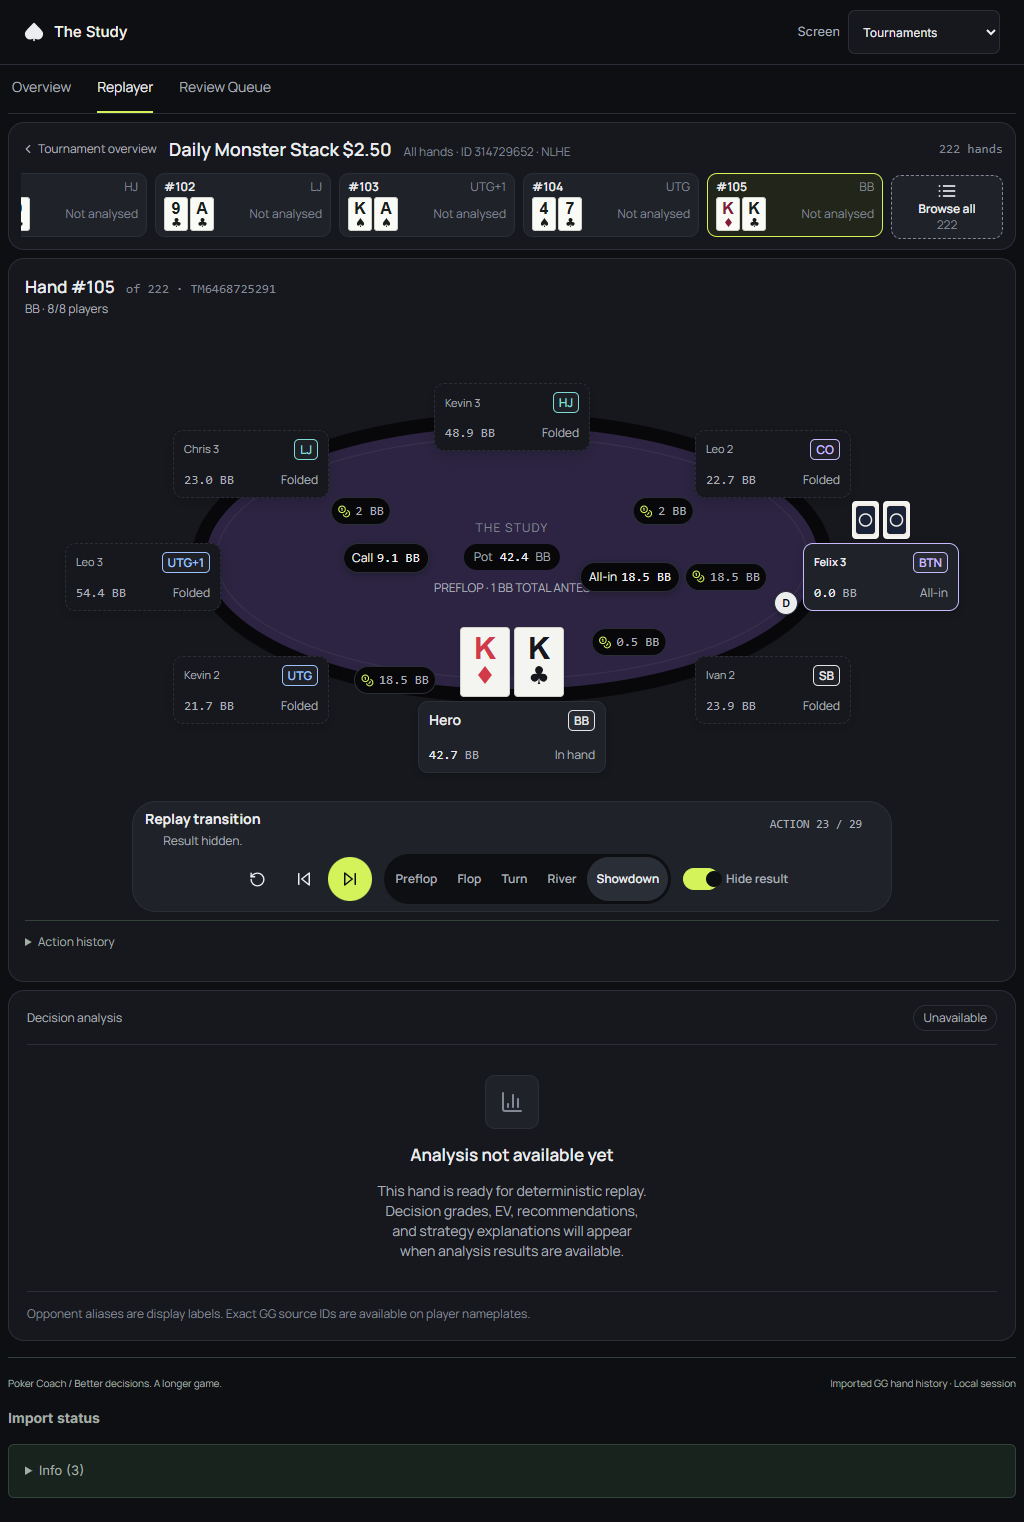 The Study
Screen
Tournaments
Overview
Replayer
Review Queue
Tournament overview
Daily Monster Stack $2.50
All hands · ID 314729652 · NLHE
222 hands
HJ
Not analysed
#102
LJ
9 A
Not analysed
#103
UTG+1
K A
Not analysed
#104
UTG
4 7
Not analysed
#105
BB
K K
Not analysed
Browse all
222
Hand #105 of 222 · TM6468725291
BB · 8/8 players
Kevin 3 HJ
48.9 BB Folded
Chris 3 LJ
23.0 BB Folded
Leo 2 CO
22.7 BB Folded
2 BB
2 BB
THE STUDY
Leo 3 UTG+1
54.4 BB Folded
Call 9.1 BB
Pot 42.4 BB
Felix 3 BTN
0.0 BB All-in
All-in 18.5 BB
18.5 BB
PREFLOP · 1 BB TOTAL ANTES
D
K K
0.5 BB
Kevin 2 UTG
21.7 BB Folded
18.5 BB
Ivan 2 SB
23.9 BB Folded
Hero BB
42.7 BB In hand
Replay transition
ACTION 23 / 29
Result hidden.
Preflop
Flop
Turn
River
Showdown
Hide result
Action history
Decision analysis
Unavailable
Analysis not available yet
This hand is ready for deterministic replay.
Decision grades, EV, recommendations,
and strategy explanations will appear
when analysis results are available.
Opponent aliases are display labels. Exact GG source IDs are available on player nameplates.
Poker Coach / Better decisions. A longer game.
Imported GG hand history · Local session
Import status
Info (3)